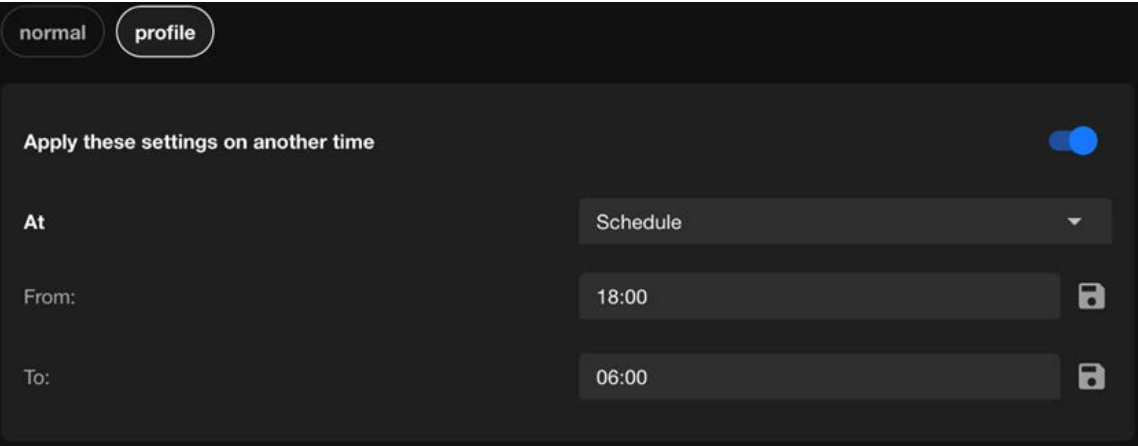 normal profile
Apply these settings on another time
At Schedule
From: 18:00
To: 06:00